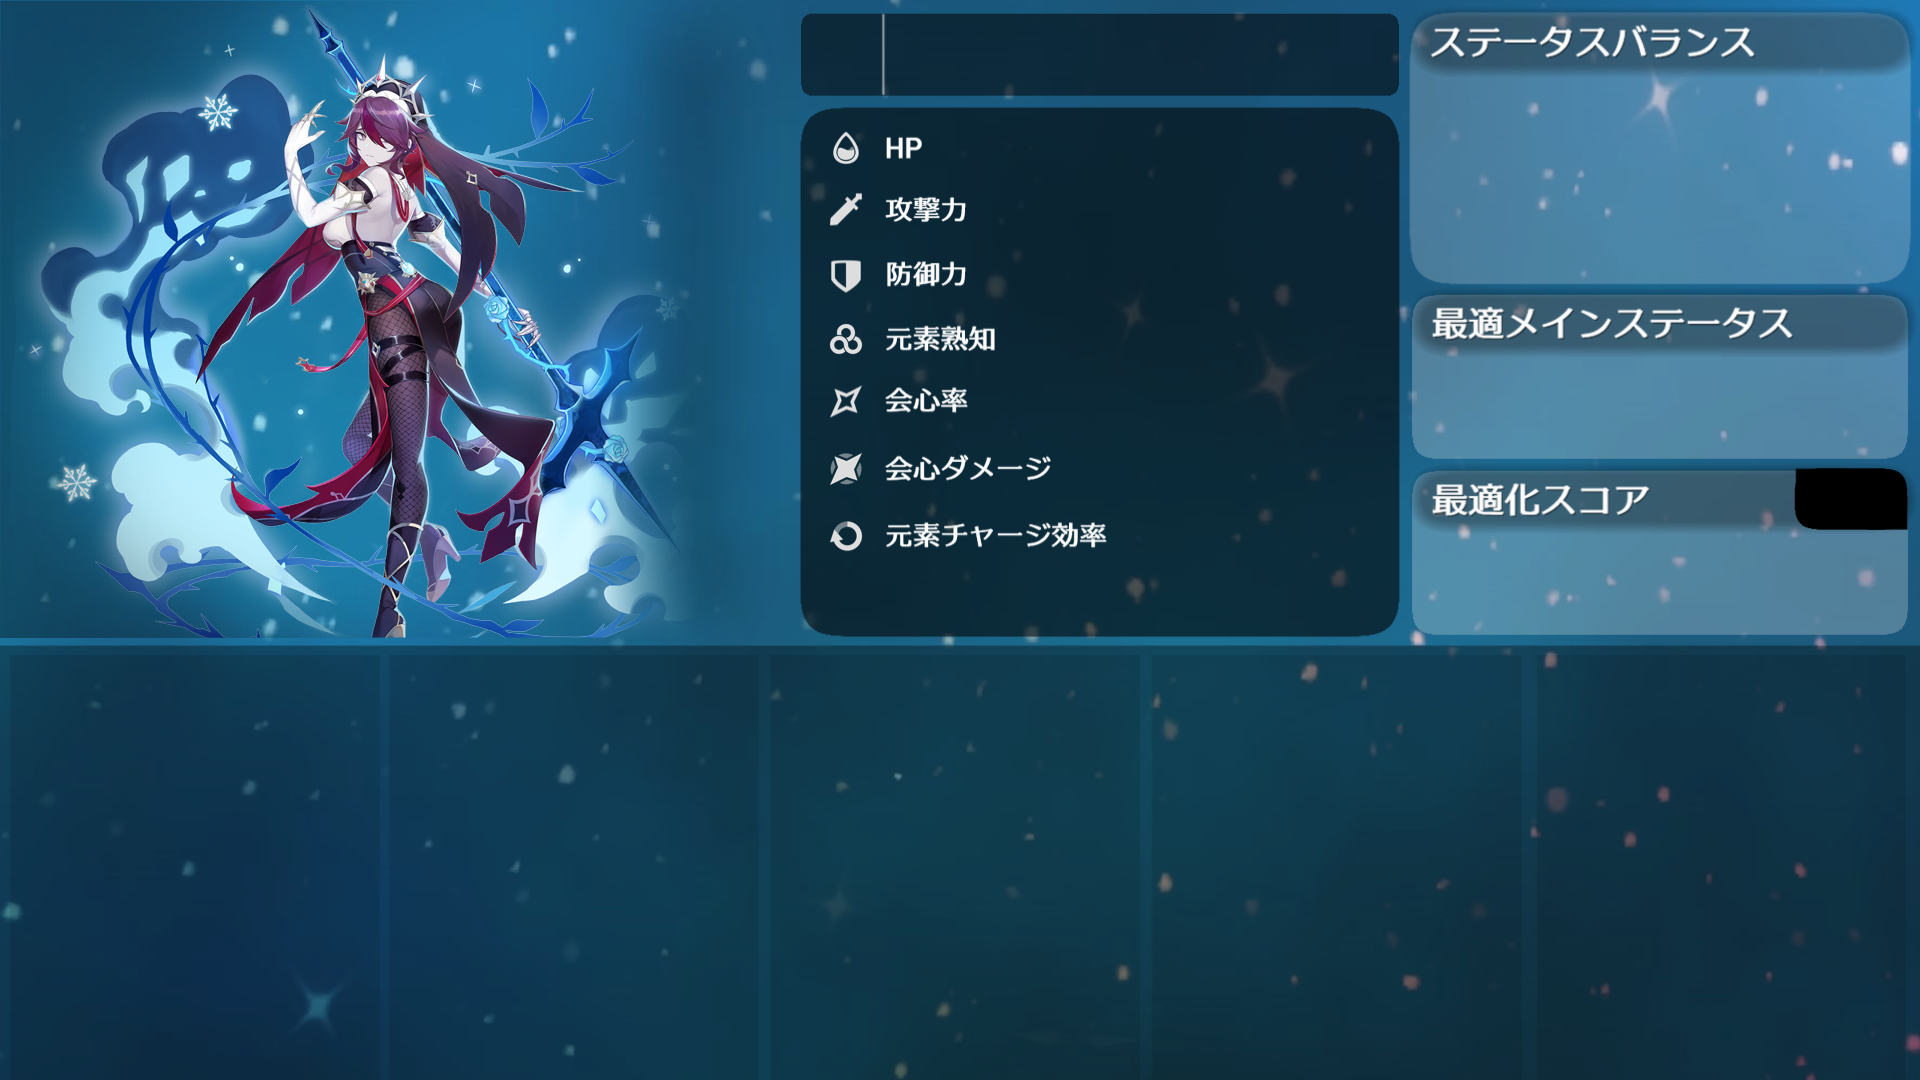 HP
攻撃力
防御力
元素熟知
会心率
会心ダメージ
元素チャージ効率
ステータスバランス
最適メインステータス
最適化スコア